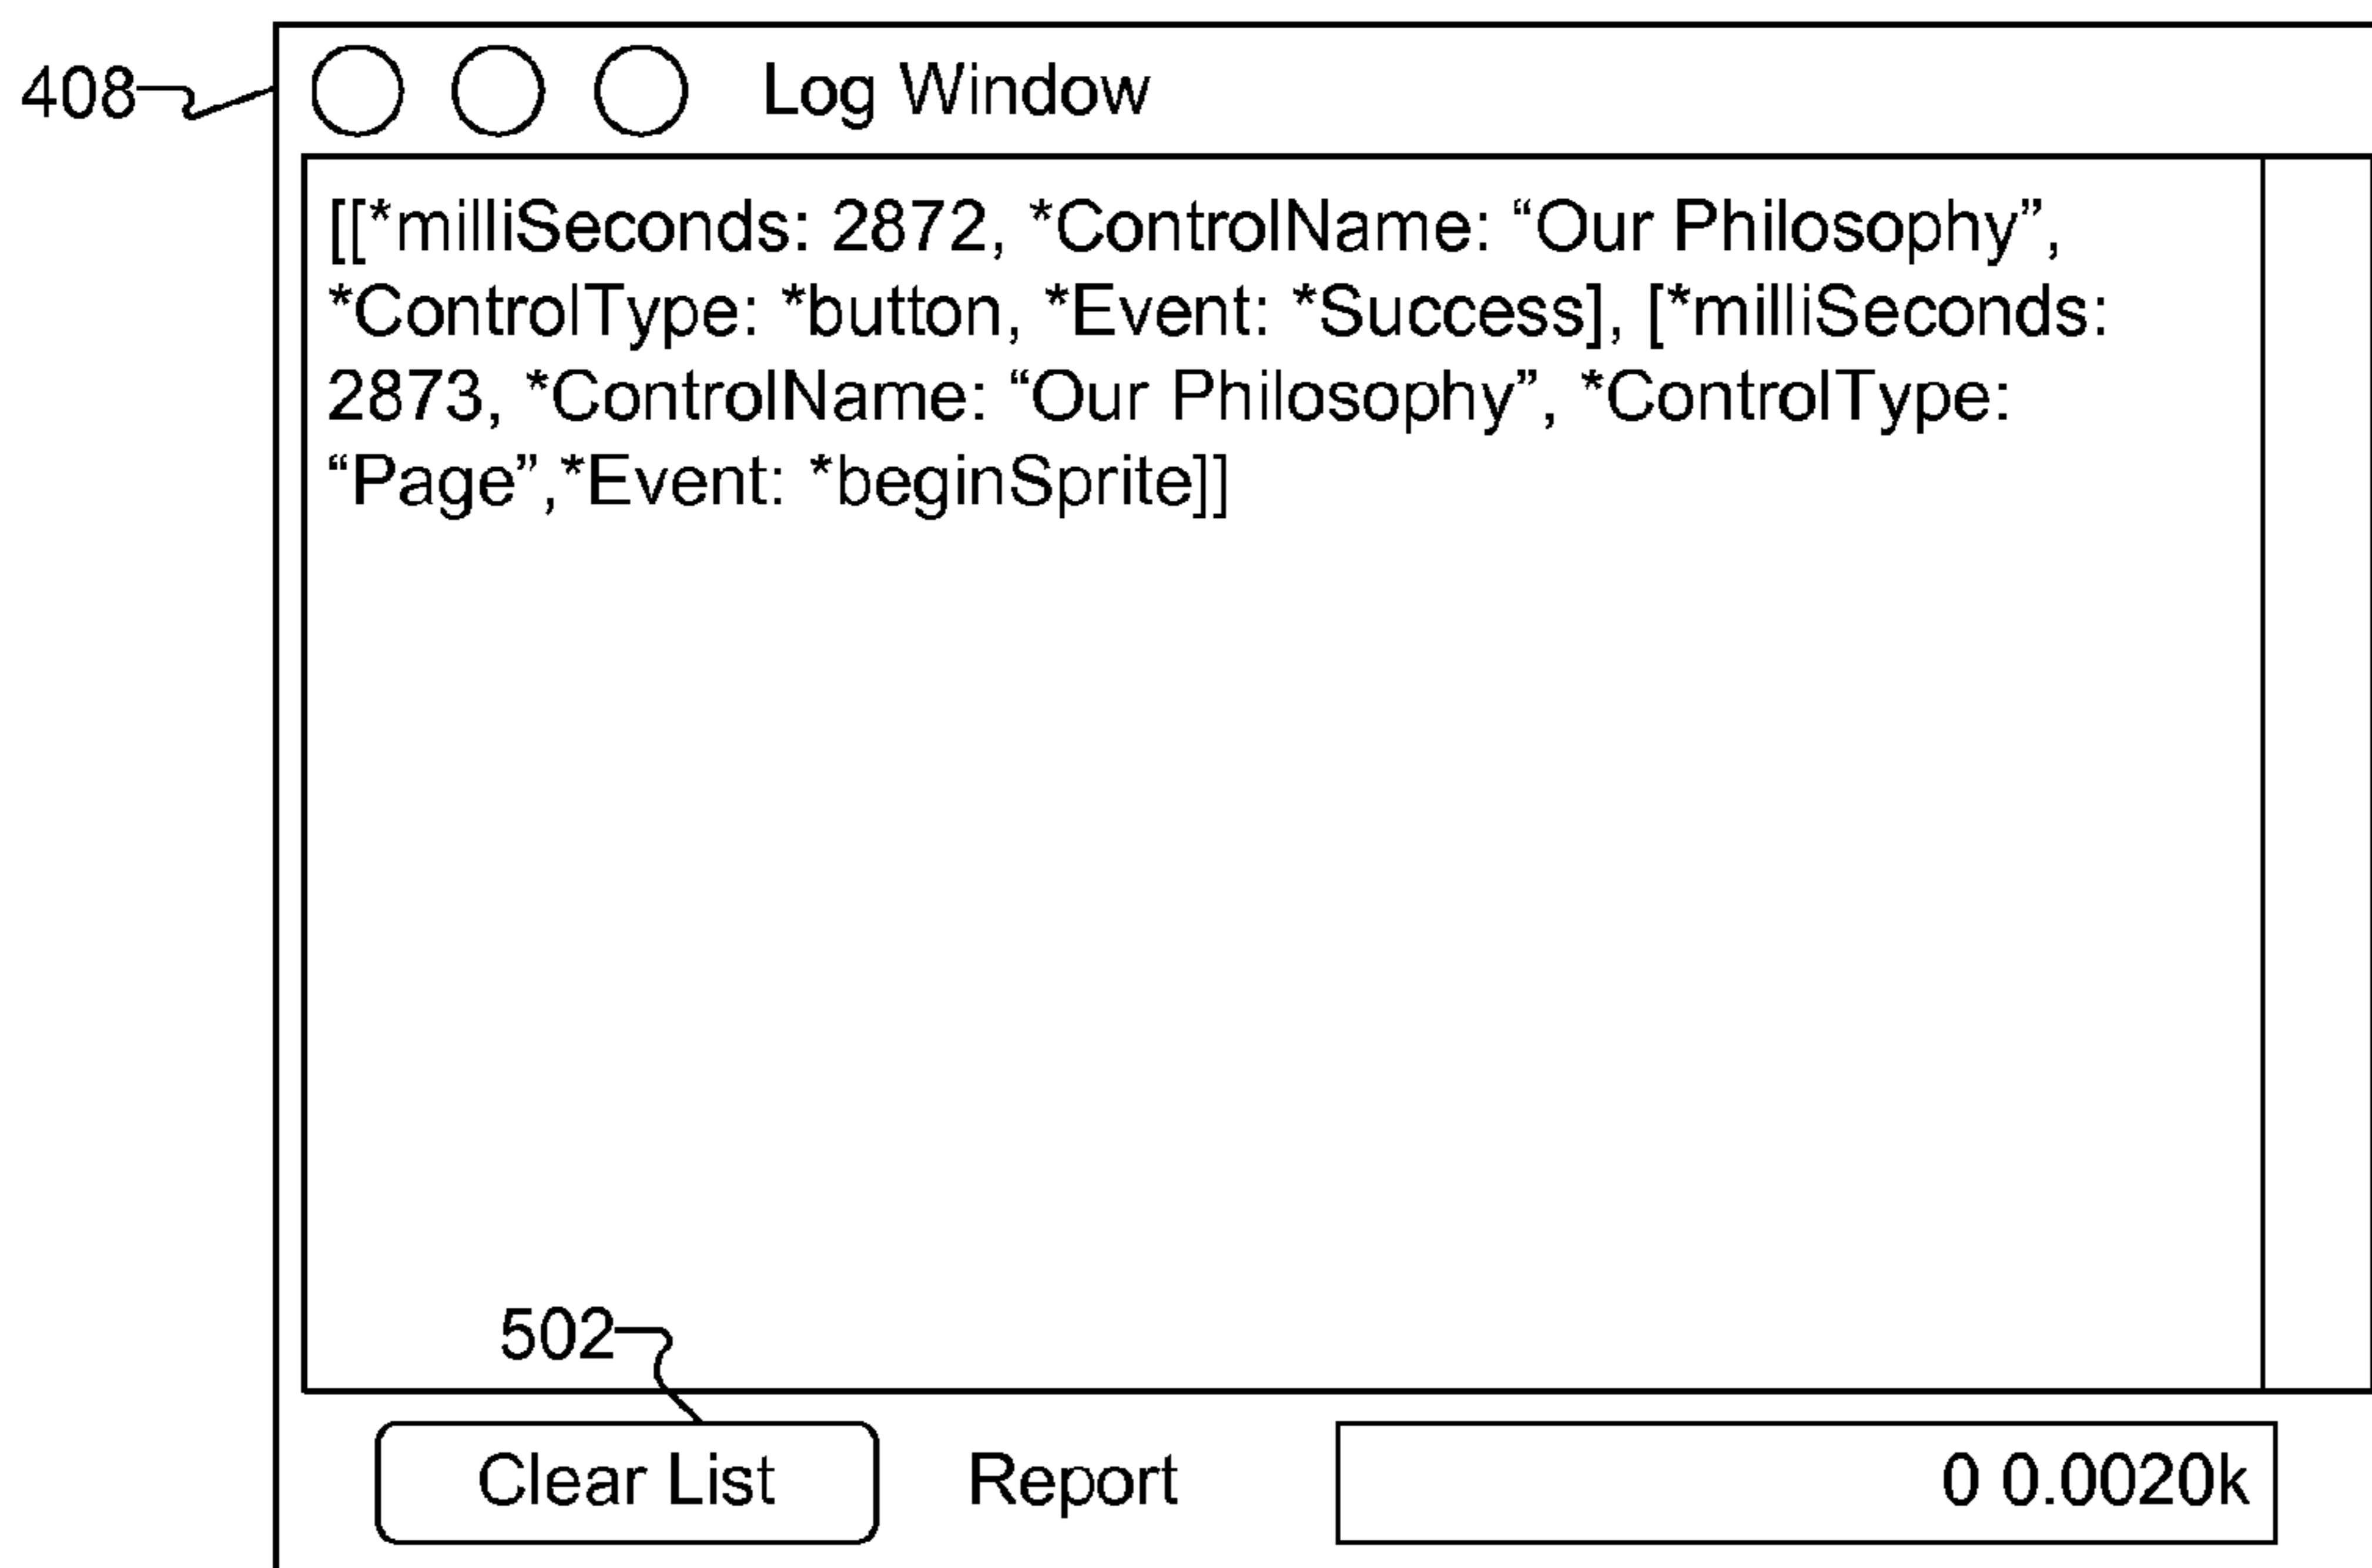 408
Log Window
[[*milliSeconds: 2872, *ControlName: “Our Philosophy”,
*ControlType: *button, *Event: *Success], [*milliSeconds:
2873, *ControlName: “Our Philosophy”, *ControlType:
“Page”,*Event: *beginSprite]]
502
Clear List
Report
0 0.0020k